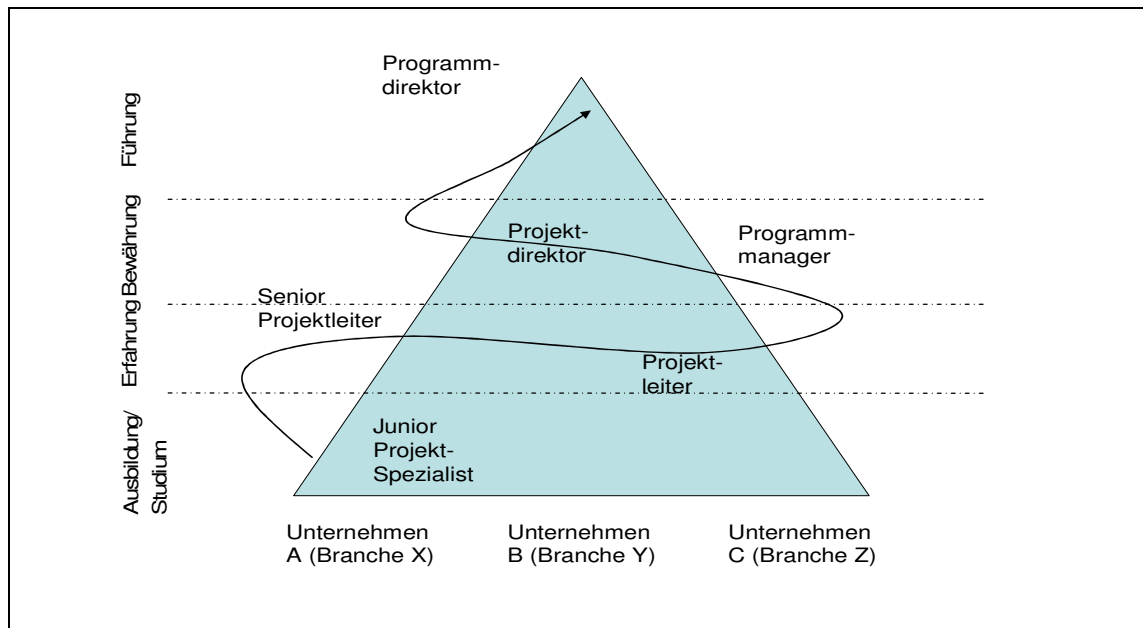 Programm-
direktor
Führung
Projekt-
direktor
Programm-
manager
Bewährung
Senior
Projektleiter
Erfahrung
Projekt-
leiter
Junior
Projekt-
Spezialist
Ausbildung/
Studium
Unternehmen
A (Branche X)
Unternehmen
B (Branche Y)
Unternehmen
C (Branche Z)